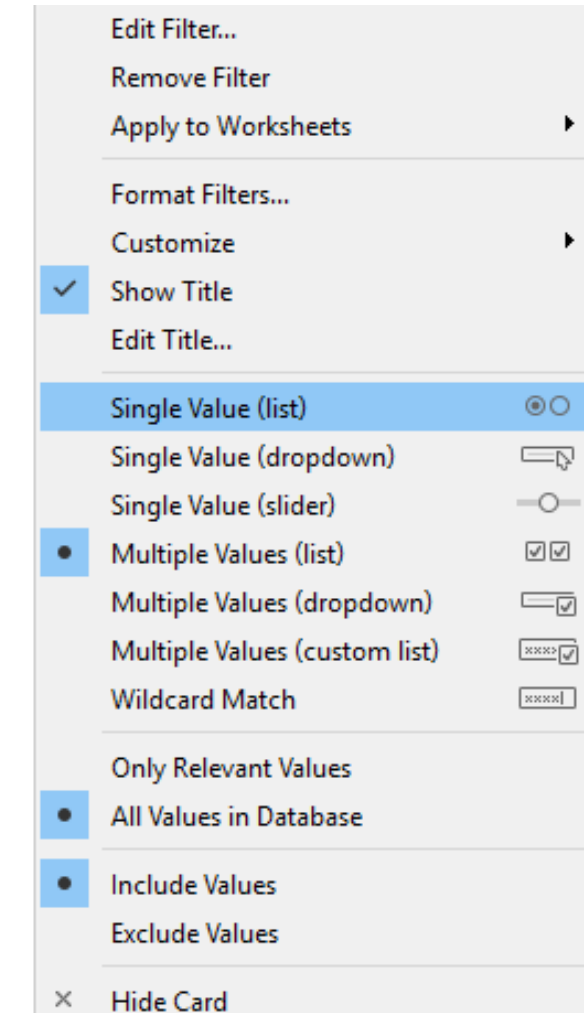 Edit Filter...
Remove Filter
Apply to Worksheets
Format Filters...
Customize
Show Title
Edit Title...
Single Value (list)
Single Value (dropdown)
Single Value (slider)
Multiple Values (list)
Multiple Values (dropdown)
Multiple Values (custom list)
Wildcard Match
Only Relevant Values
All Values in Database
Include Values
Exclude Values
Hide Card